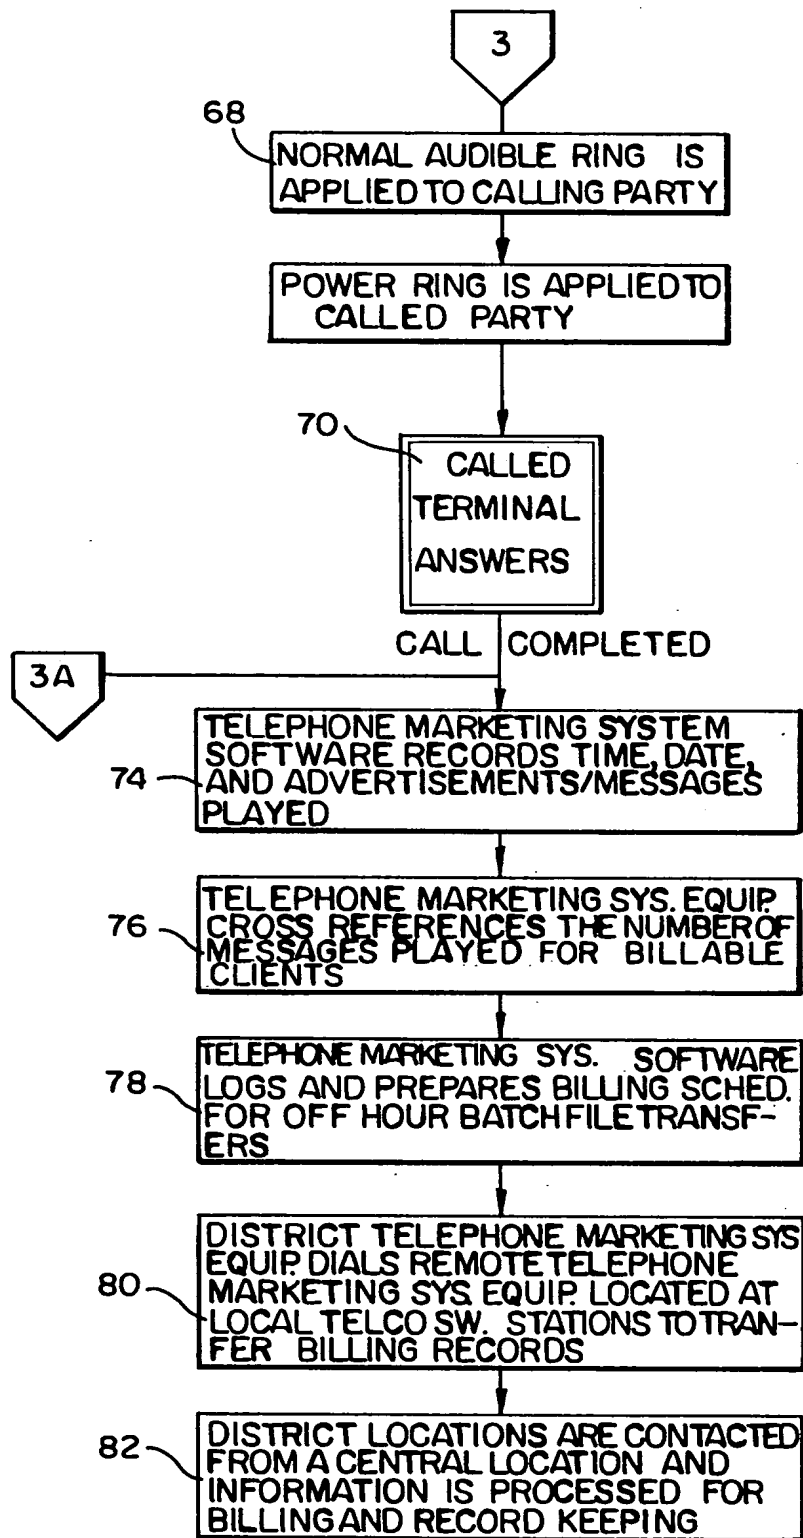 3
68
NORMAL AUDIBLE RING IS
APPLIED TO CALLING PARTY
POWER RING IS APPLIED TO
CALLED PARTY
70
CALLED
TERMINAL
ANSWERS
CALL COMPLETED
3A
74
TELEPHONE MARKETING SYSTEM
SOFTWARE RECORDS TIME, DATE,
AND ADVERTISEMENTS/MESSAGES
PLAYED
76
TELEPHONE MARKETING SYS. EQUIP.
CROSS REFERENCES THE NUMBER OF
MESSAGES PLAYED FOR BILLABLE
CLIENTS
78
TELEPHONE MARKETING SYS. SOFTWARE
LOGS AND PREPARES BILLING SCHED.
FOR OFF HOUR BATCH FILE TRANSF-
ERS
80
DISTRICT TELEPHONE MARKETING SYS
EQUIP. DIALS REMOTE TELEPHONE
MARKETING SYS. EQUIP. LOCATED AT
LOCAL TELCO SW. STATIONS TO TRAN-
FER BILLING RECORDS
82
DISTRICT LOCATIONS ARE CONTACTED
FROM A CENTRAL LOCATION AND
INFORMATION IS PROCESSED FOR
BILLING AND RECORD KEEPING